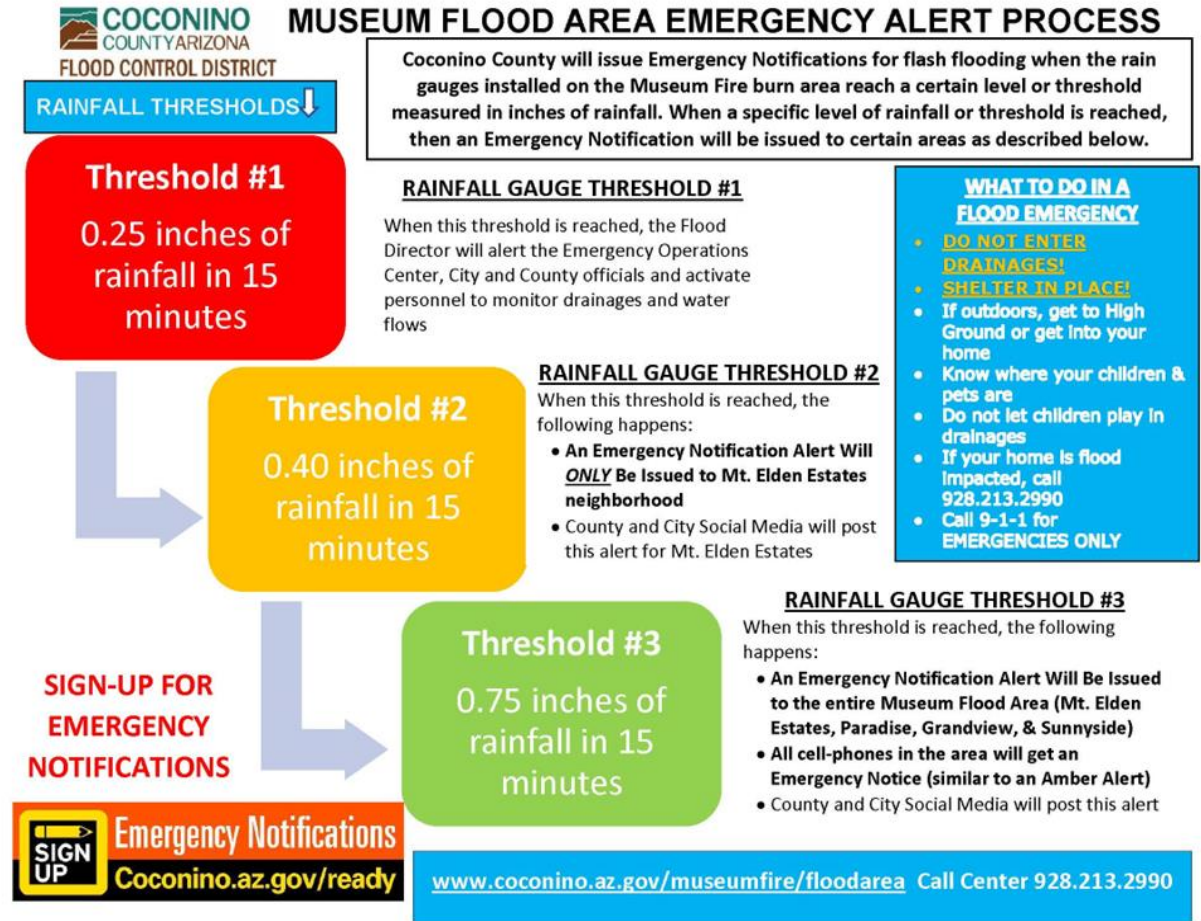 COCONINO
COUNTY ARIZONA
FLOOD CONTROL DISTRICT
MUSEUM FLOOD AREA EMERGENCY ALERT PROCESS
Coconino County will issue Emergency Notifications for flash flooding when the rain
gauges installed on the Museum Fire burn area reach a certain level or threshold
measured in inches of rainfall. When a specific level of rainfall or threshold is reached,
then an Emergency Notification will be issued to certain areas as described below.
RAINFALL THRESHOLDS
Threshold #1
0.25 inches of
rainfall in 15
minutes
RAINFALL GAUGE THRESHOLD #1
When this threshold is reached, the Flood
Director will alert the Emergency Operations
Center, City and County officials and activate
personnel to monitor drainages and water
flows
WHAT TO DO IN A
FLOOD EMERGENCY
• DO NOT ENTER
DRAINAGES!
• SHELTER IN PLACE!
• If outdoors, get to High
Ground or get into your
home
• Know where your children &
pets are
• Do not let children play in
drainages
• If your home is flood
impacted, call
928.213.2990
• Call 9-1-1 for
EMERGENCIES ONLY
Threshold #2
0.40 inches of
rainfall in 15
minutes
RAINFALL GAUGE THRESHOLD #2
When this threshold is reached, the
following happens:
• An Emergency Notification Alert Will
ONLY Be Issued to Mt. Elden Estates
neighborhood
• County and City Social Media will post
this alert for Mt. Elden Estates
Threshold #3
0.75 inches of
rainfall in 15
minutes
RAINFALL GAUGE THRESHOLD #3
When this threshold is reached, the following
happens:
• An Emergency Notification Alert Will Be Issued
to the entire Museum Flood Area (Mt. Elden
Estates, Paradise, Grandview, & Sunnyside)
• All cell-phones in the area will get an
Emergency Notice (similar to an Amber Alert)
• County and City Social Media will post this alert
SIGN-UP FOR
EMERGENCY
NOTIFICATIONS
SIGN
UP
Emergency Notifications
Coconino.az.gov/ready
www.coconino.az.gov/museumfire/floodarea Call Center 928.213.2990